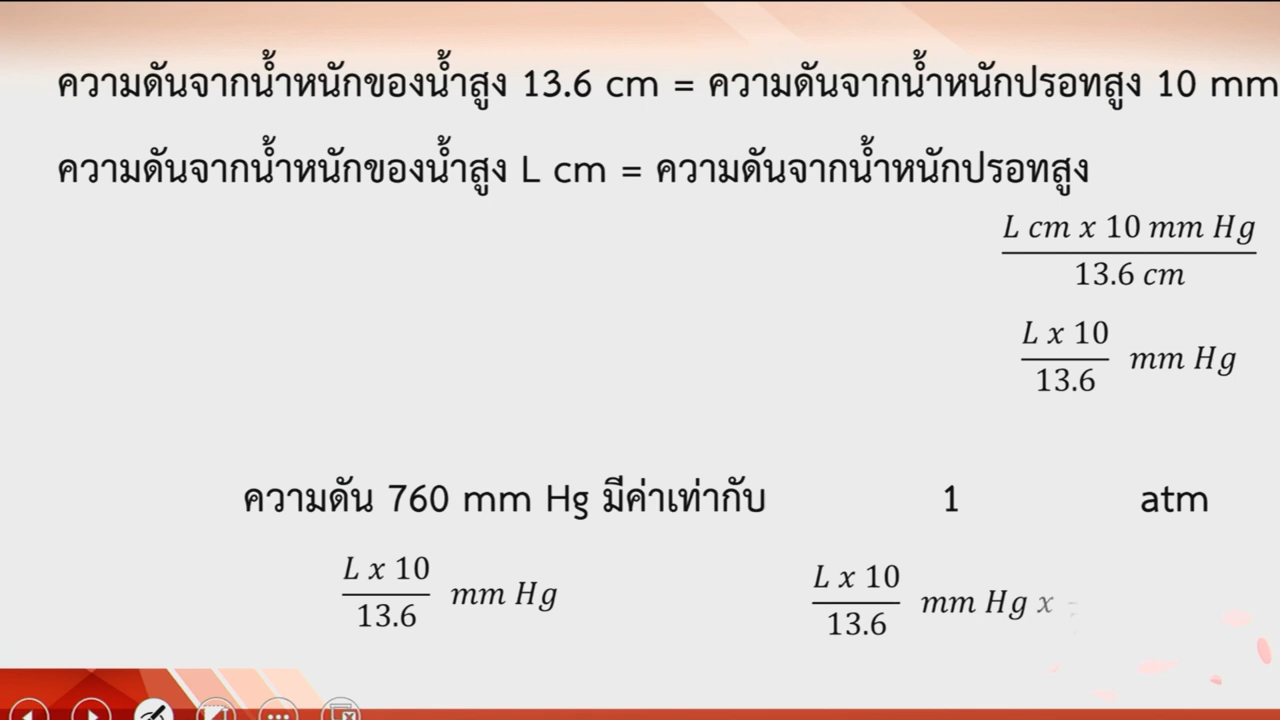 ความดันจากน้ำหนักของน้ำสูง 13.6 cm = ความดันจากน้ำหนักปรอทสูง 10 mm
ความดันจากน้ำหนักของน้ำสูง L cm = ความดันจากน้ำหนักปรอทสูง
L cm x 10 mm Hg
13.6 cm
L x 10
13.6
mm Hg
ความดัน 760 mm Hg มีค่าเท่ากับ 1 atm
L x 10
13.6
mm Hg
L x 10
13.6
mm Hg x